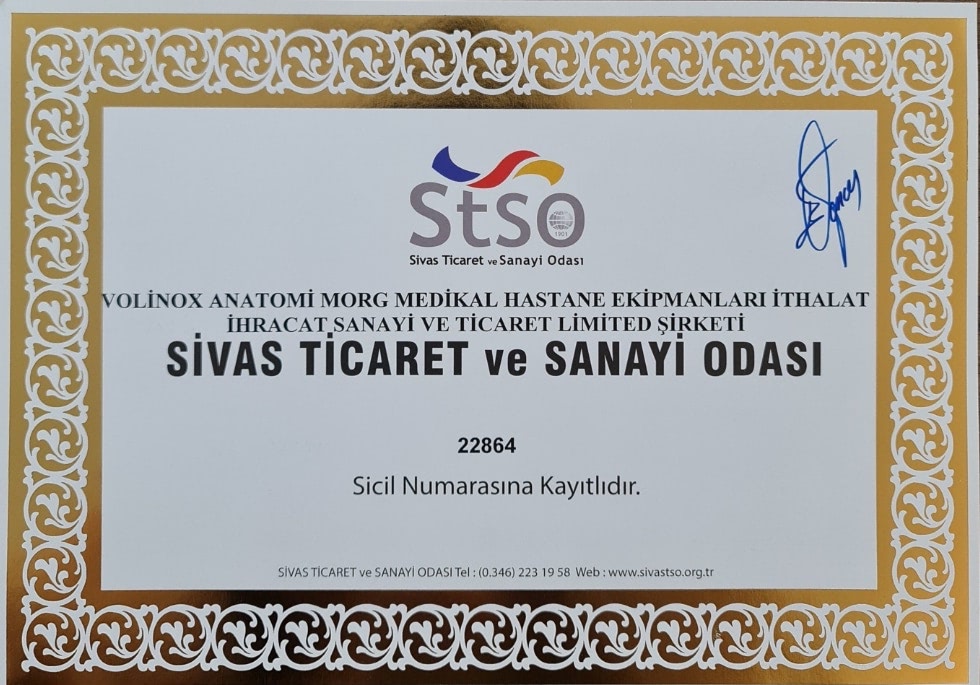 Stso
1901
Sivas Ticaret ve Sanayi Odası
VOLİNOX ANATOMİ MORG MEDİKAL HASTANE EKİPMANLARI İTHALAT
İHRACAT SANAYİ VE TİCARET LİMİTED ŞİRKETİ
SİVAS TİCARET ve SANAYİ ODASI
22864
Sicil Numarasına Kayıtlıdır.
SİVAS TİCARET ve SANAYİ ODASI Tel : (0.346) 223 19 58 Web : www.sivastso.org.tr